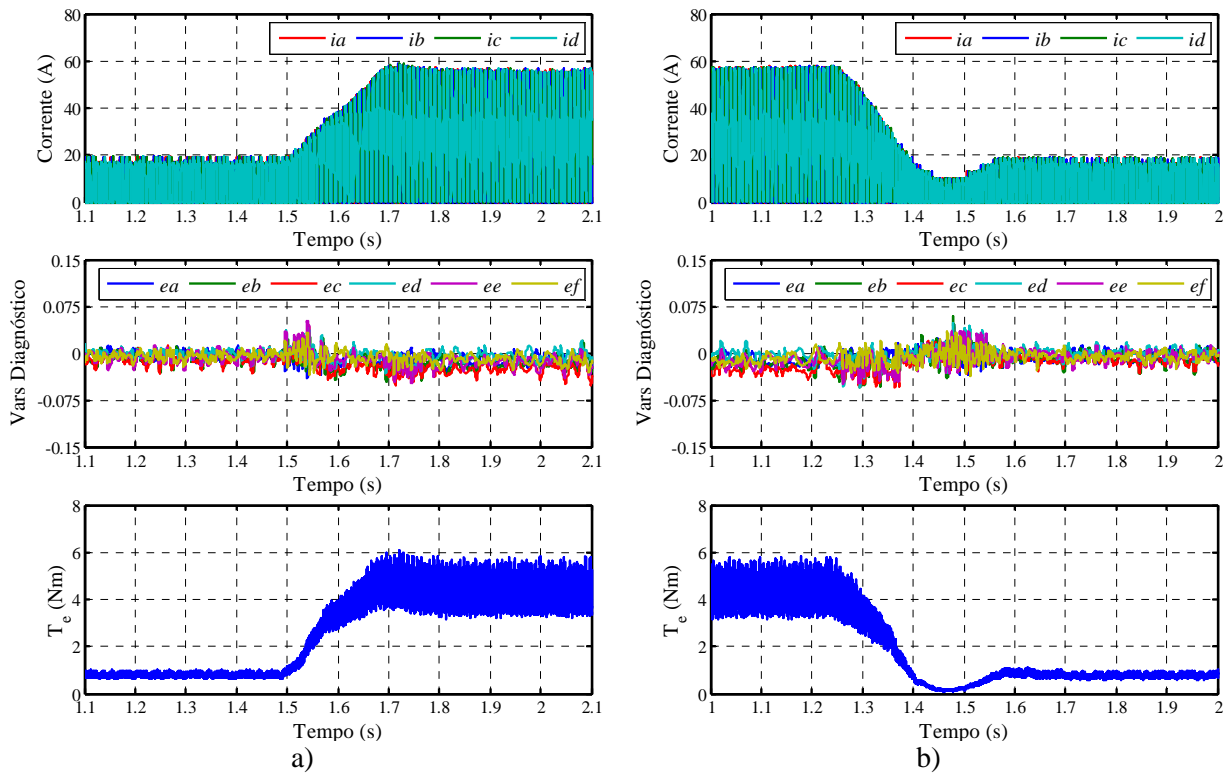 80
60
40
20
0
Corrente (A)
ia ib ic id
1.1 1.2 1.3 1.4 1.5 1.6 1.7 1.8 1.9 2 2.1
Tempo (s)
0.15
0.075
0
-0.075
-0.15
Vars Diagnóstico
ea eb ec ed ee ef
1.1 1.2 1.3 1.4 1.5 1.6 1.7 1.8 1.9 2 2.1
Tempo (s)
8
6
4
2
0
T e (Nm)
1.1 1.2 1.3 1.4 1.5 1.6 1.7 1.8 1.9 2 2.1
Tempo (s)
a)
80
60
40
20
0
Corrente (A)
ia ib ic id
1 1.1 1.2 1.3 1.4 1.5 1.6 1.7 1.8 1.9 2
Tempo (s)
0.15
0.075
0
-0.075
-0.15
Vars Diagnóstico
ea eb ec ed ee ef
1 1.1 1.2 1.3 1.4 1.5 1.6 1.7 1.8 1.9 2
Tempo (s)
8
6
4
2
0
T e (Nm)
1 1.1 1.2 1.3 1.4 1.5 1.6 1.7 1.8 1.9 2
Tempo (s)
b)